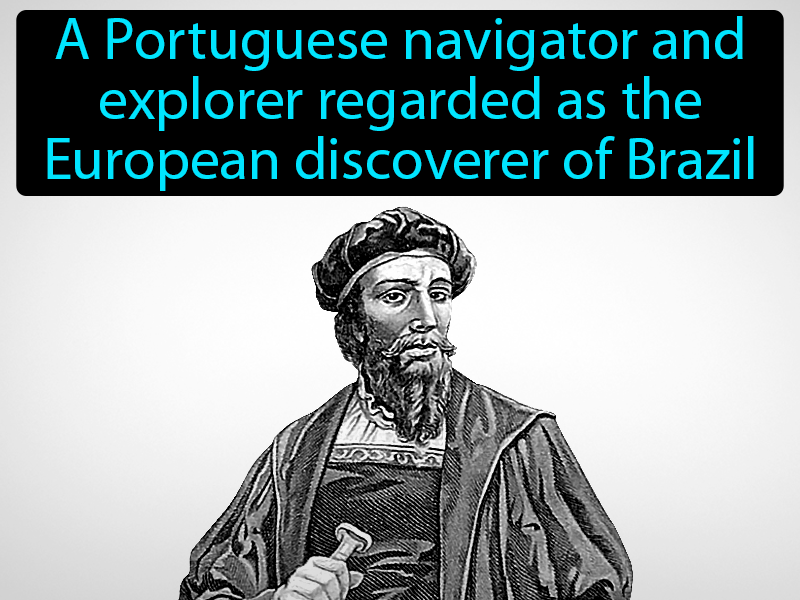 A Portuguese navigator and
explorer regarded as the
European discoverer of Brazil